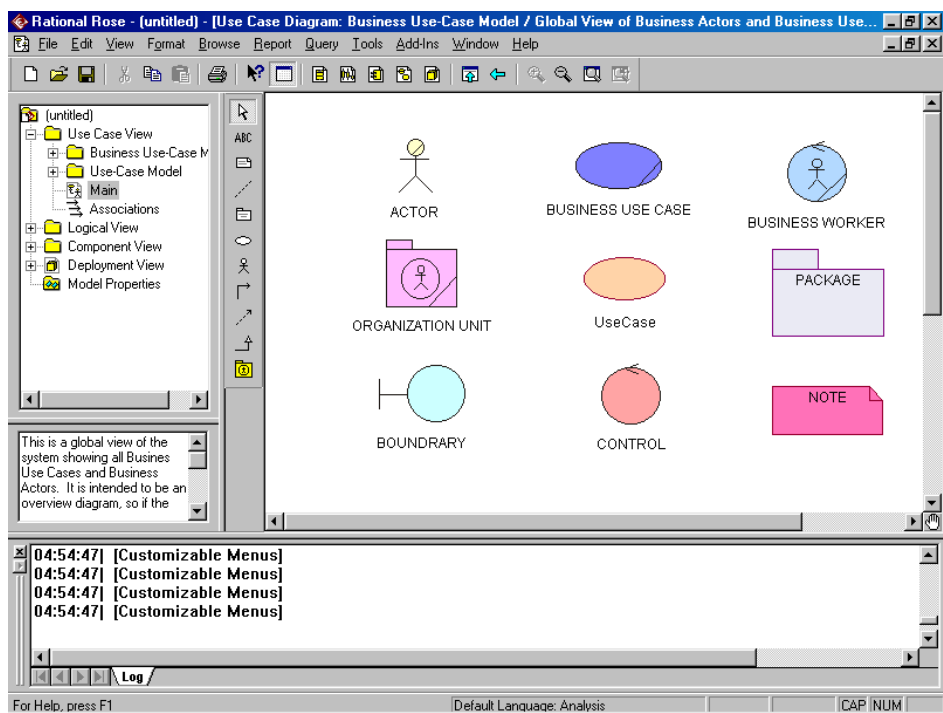 Rational Rose - (untitled) - [Use Case Diagram: Business Use-Case Model / Global View of Business Actors and Business Use...
File Edit View Format Browse Report Query Tools Add-Ins Window Help
(untitled)
Use Case View
Business Use-Case M
Use-Case Model
Main
Associations
Logical View
Component View
Deployment View
Model Properties
ABC
ACTOR
BUSINESS USE CASE
BUSINESS WORKER
ORGANIZATION UNIT
UseCase
PACKAGE
BOUNDRARY
CONTROL
NOTE
This is a global view of the
system showing all Busines
Use Cases and Business
Actors. It is intended to be an
overview diagram, so if the
04:54:47| [Customizable Menus]
04:54:47| [Customizable Menus]
04:54:47| [Customizable Menus]
04:54:47| [Customizable Menus]
Log
For Help, press F1
Default Language: Analysis
CAP NUM